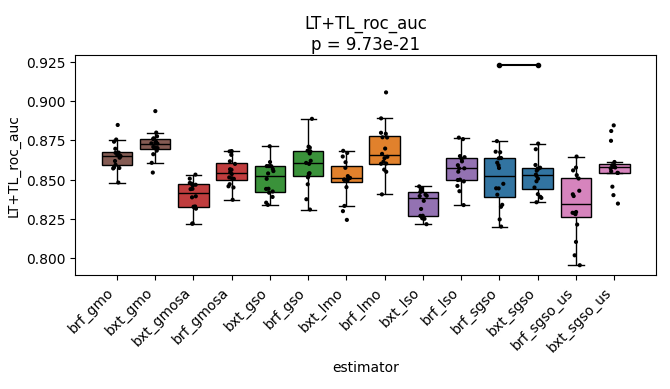 LT+TL_roc_auc
p = 9.73e-21
LT+TL_roc_auc
0.925
0.900
0.875
0.850
0.825
0.800
brf_gmo
bxt_gmo
bxt_gmosa
brf_gmosa
bxt_gso
brf_gso
bxt_lmo
brf_lmo
bxt_lso
brf_lso
brf_sgso
bxt_sgso
brf_sgso_us
bxt_sgso_us
estimator